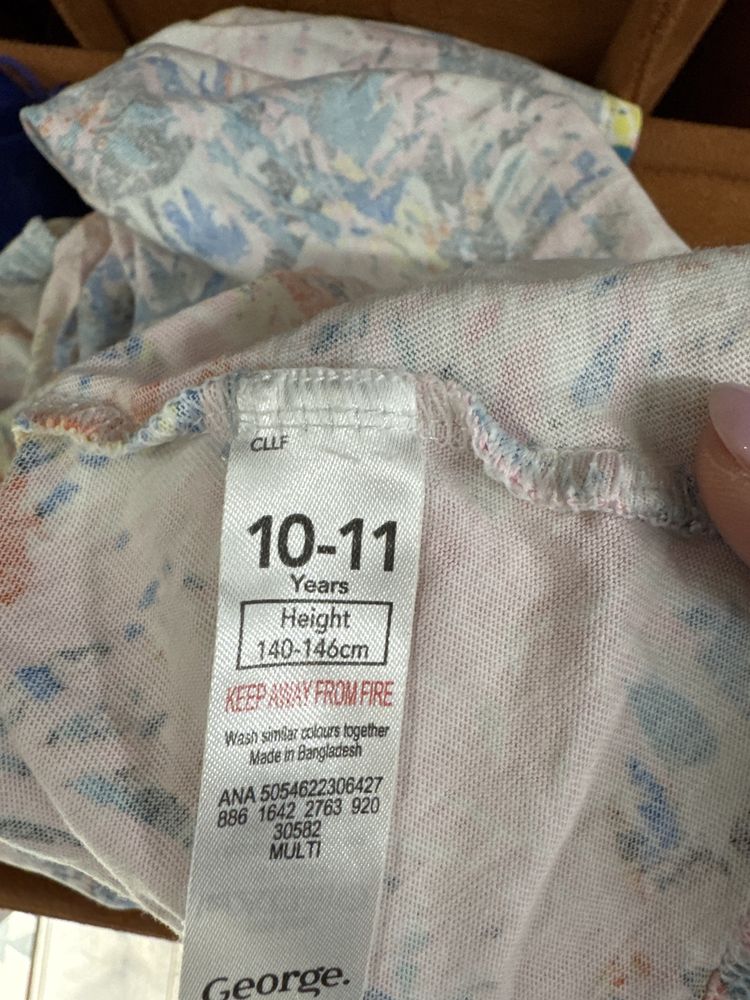 CLLF
10-11
Years
Height
140-146cm
KEEP AWAY FROM FIRE
Wash similar colours together
Made in Bangladesh
ANA 5054622306427
886 1642 2763 920
30582
MULTI
George.